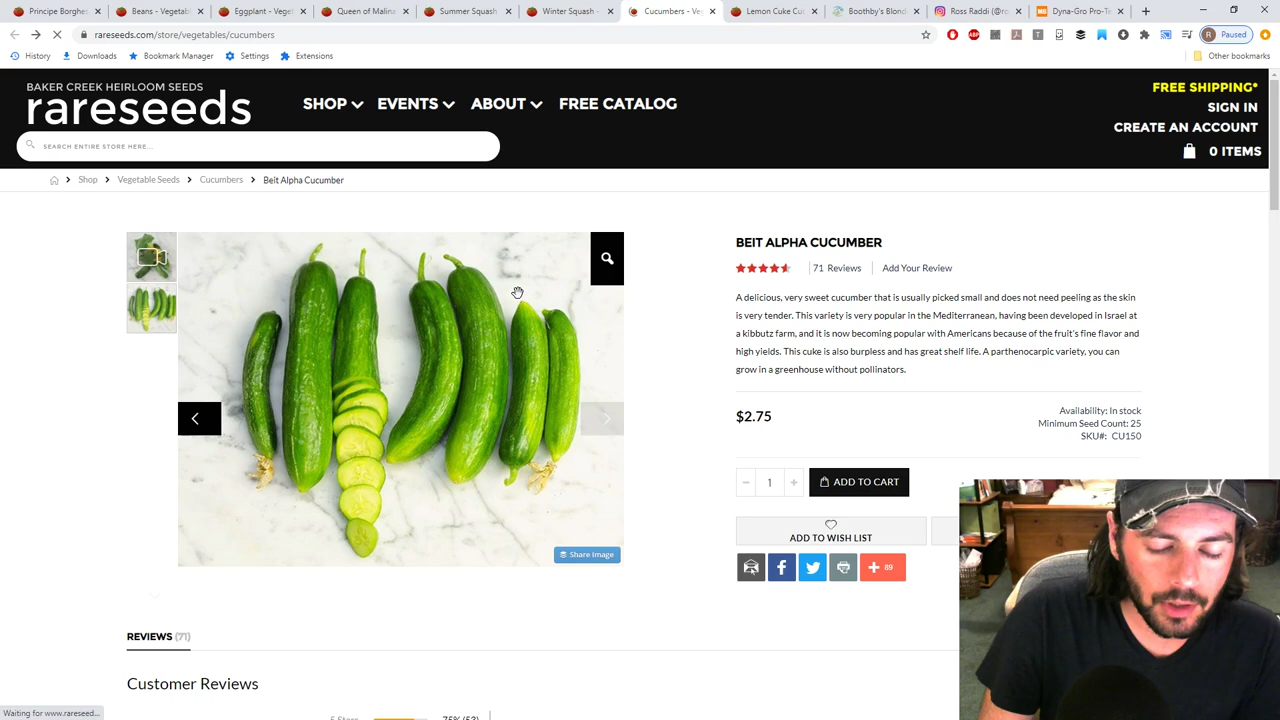 Principe Borghes
Beans - Vegetabl
Eggplant - Veget
Queen of Malina
Summer Squash
Winter Squash -
Cucumbers - Veg
Lemon Cuke Cuc
Boothby's Blond
Ross Raddi (@ro
Dyna-Gro Pro-Te
rareseeds.com/store/vegetables/cucumbers
R Paused
History
Downloads
Bookmark Manager
Settings
Extensions
Other bookmarks
BAKER CREEK HEIRLOOM SEEDS
rareseeds
SHOP
EVENTS
ABOUT
FREE CATALOG
FREE SHIPPING*
SIGN IN
CREATE AN ACCOUNT
0 ITEMS
SEARCH ENTIRE STORE HERE...
Shop
Vegetable Seeds
Cucumbers
Beit Alpha Cucumber
BEIT ALPHA CUCUMBER
71 Reviews
Add Your Review
A delicious, very sweet cucumber that is usually picked small and does not need peeling as the skin
is very tender. This variety is very popular in the Mediterranean, having been developed in Israel at
a kibbutz farm, and it is now becoming popular with Americans because of the fruit's fine flavor and
high yields. This cuke is also burpless and has great shelf life. A parthenocarpic variety, you can
grow in a greenhouse without pollinators.
$2.75
Availability: In stock
Minimum Seed Count: 25
SKU#: CU150
1
ADD TO CART
ADD TO WISH LIST
Share Image
89
REVIEWS (71)
Customer Reviews
5 Stars
75% (53)
Waiting for www.rareseed...